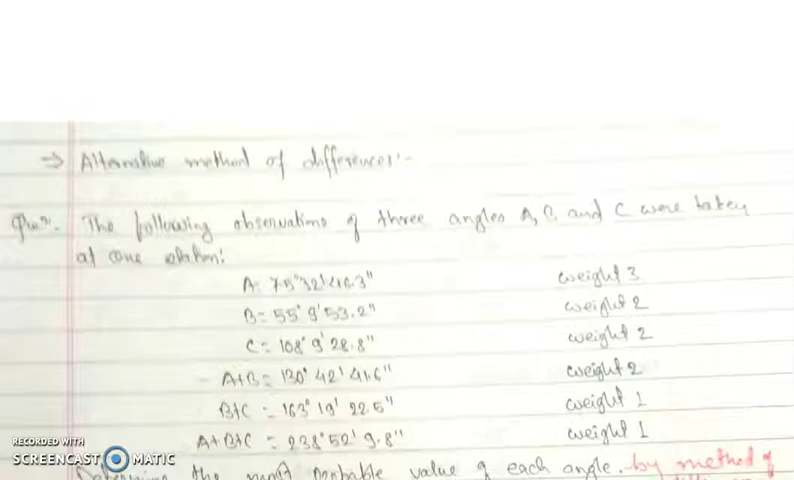 ⇒ Alternative method of differences:-
Ques. The following observations of three angles A, B and C were taken
at one station:
A= 75°32'46.3" weight 3
B= 55° 9' 53.2" weight 2
C= 108° 9' 28.8" weight 2
A+B = 130° 42' 41.6" weight 2
B+C = 163° 19' 22.5" weight 1
A+B+C = 238° 52' 9.8" weight 1
Determine the most probable value of each angle. by method of
RECORDED WITH
SCREENCAST MATIC